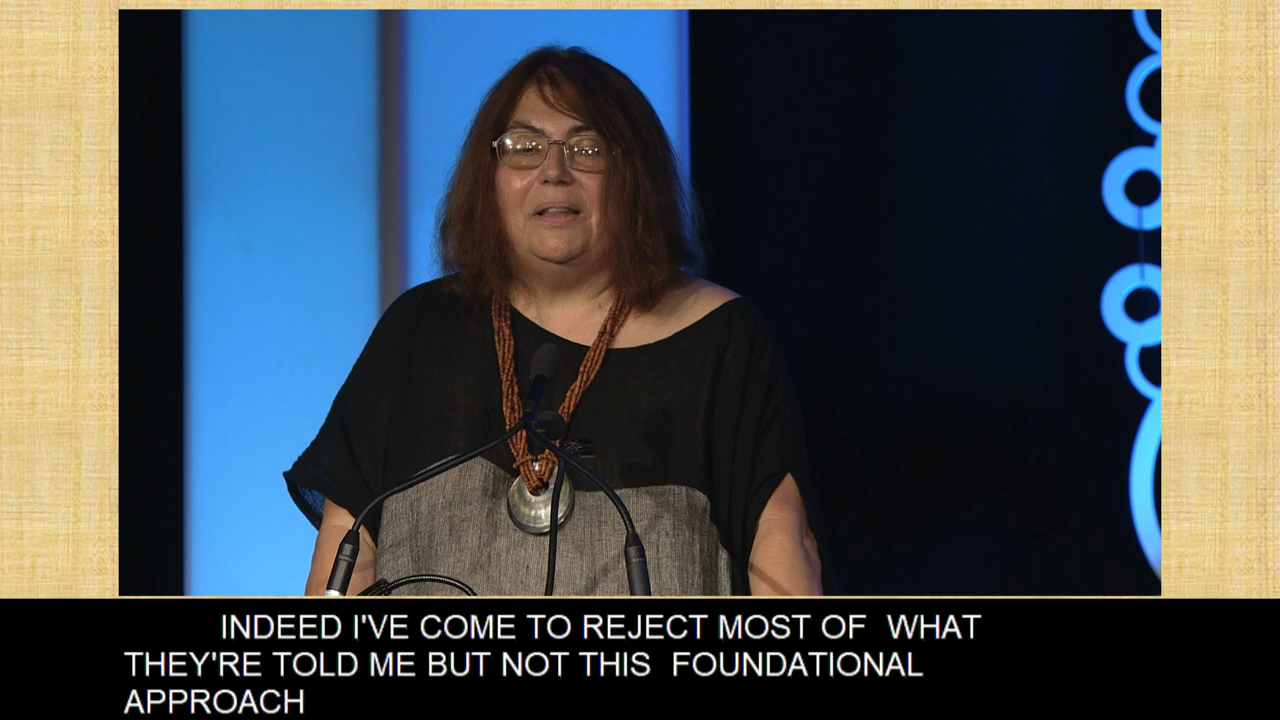 INDEED I'VE COME TO REJECT MOST OF  WHAT
THEY'RE TOLD ME BUT NOT THIS  FOUNDATIONAL
APPROACH